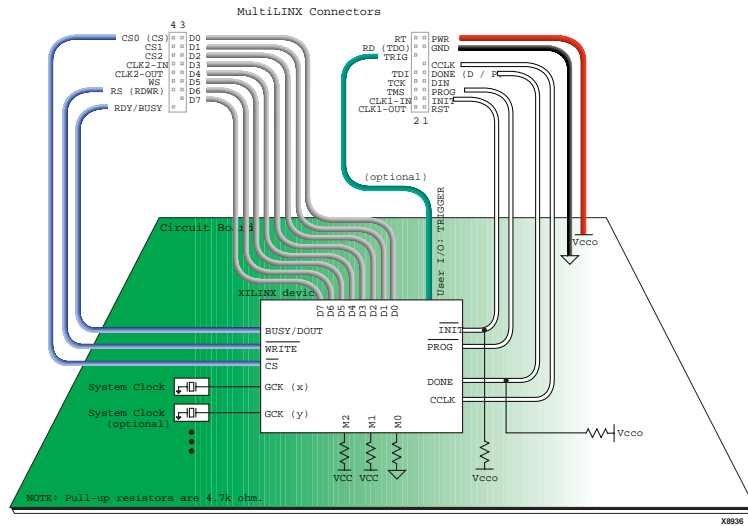 MultiLINX Connectors
4 3
CS0 (CS) D0
CS1 D1
CS2 D2
CLK2-IN D3
CLK2-OUT D4
WS D5
RS (RDWR) D6
D7
RDY/BUSY
RT PWR
RD (TDO) GND
TRIG
CCLK
TDI DONE (D / P)
TCK DIN
TMS PROG
CLK1-IN INIT
CLK1-OUT RST
2 1
(optional)
User I/O: TRIGGER
Circuit Board
Vcco
XILINX device
D7 D6 D5 D4 D3 D2 D1 D0
BUSY/DOUT
WRITE
CS
GCK (x)
GCK (y)
INIT
PROG
DONE
CCLK
M2 M1 M0
System Clock
System Clock
(optional)
VCC VCC
Vcco
Vcco
NOTE: Pull-up resistors are 4.7k ohm.
X8936